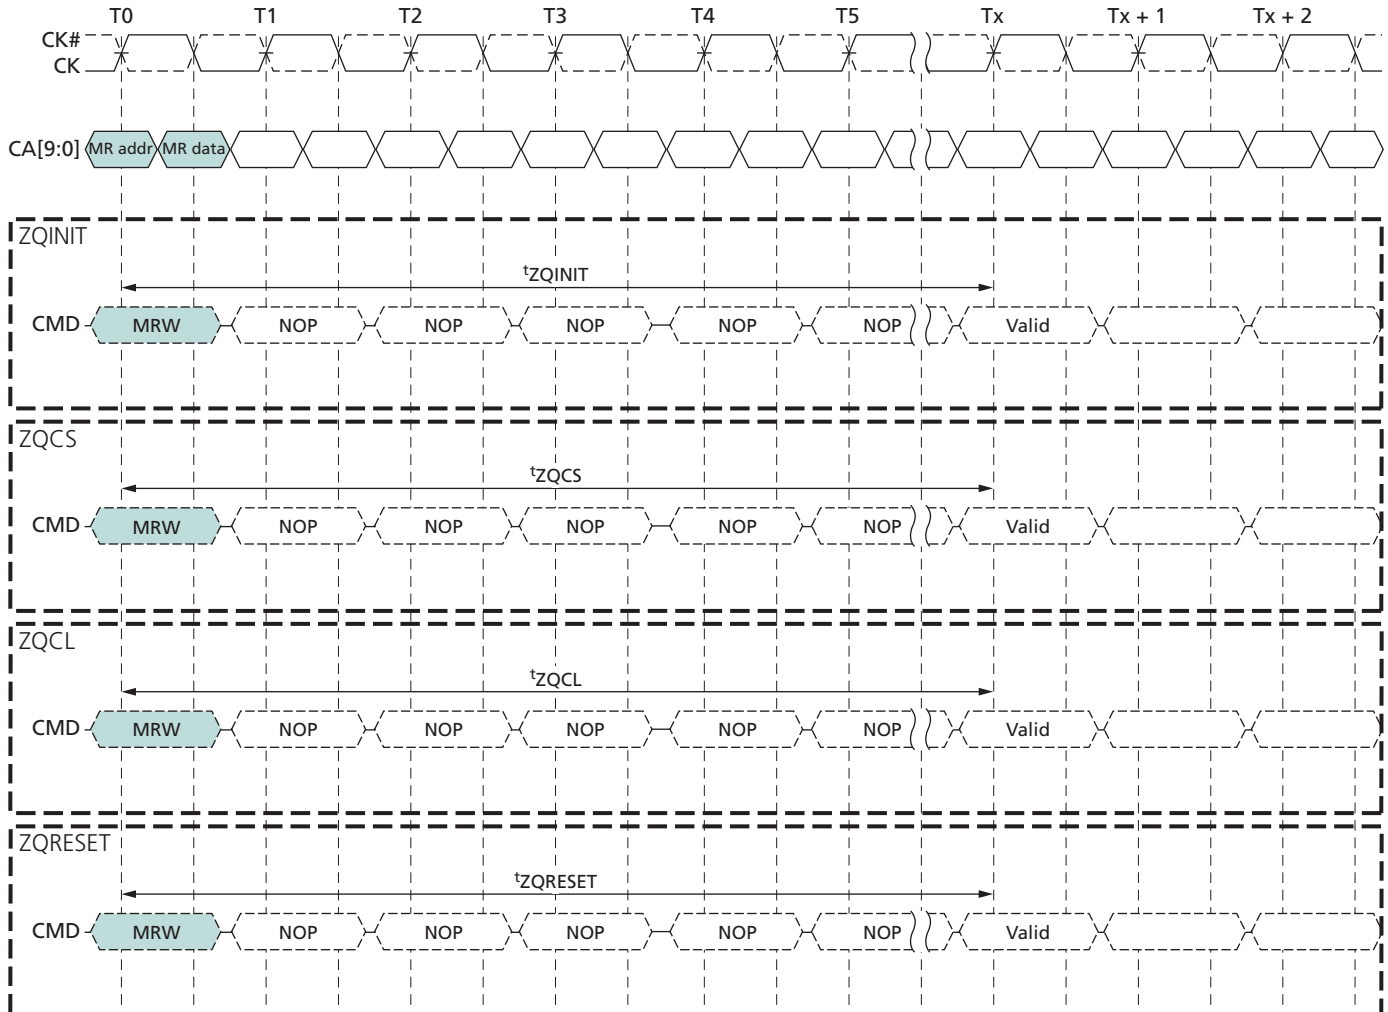 T0 T1 T2 T3 T4 T5 Tx Tx + 1 Tx + 2
CK#
CK
CA[9:0] MR addr MR data
ZQINIT
tZQINIT
CMD MRW NOP NOP NOP NOP NOP Valid
ZQCS
tZQCS
CMD MRW NOP NOP NOP NOP NOP Valid
ZQCL
tZQCL
CMD MRW NOP NOP NOP NOP NOP Valid
ZQRESET
tZQRESET
CMD MRW NOP NOP NOP NOP NOP Valid